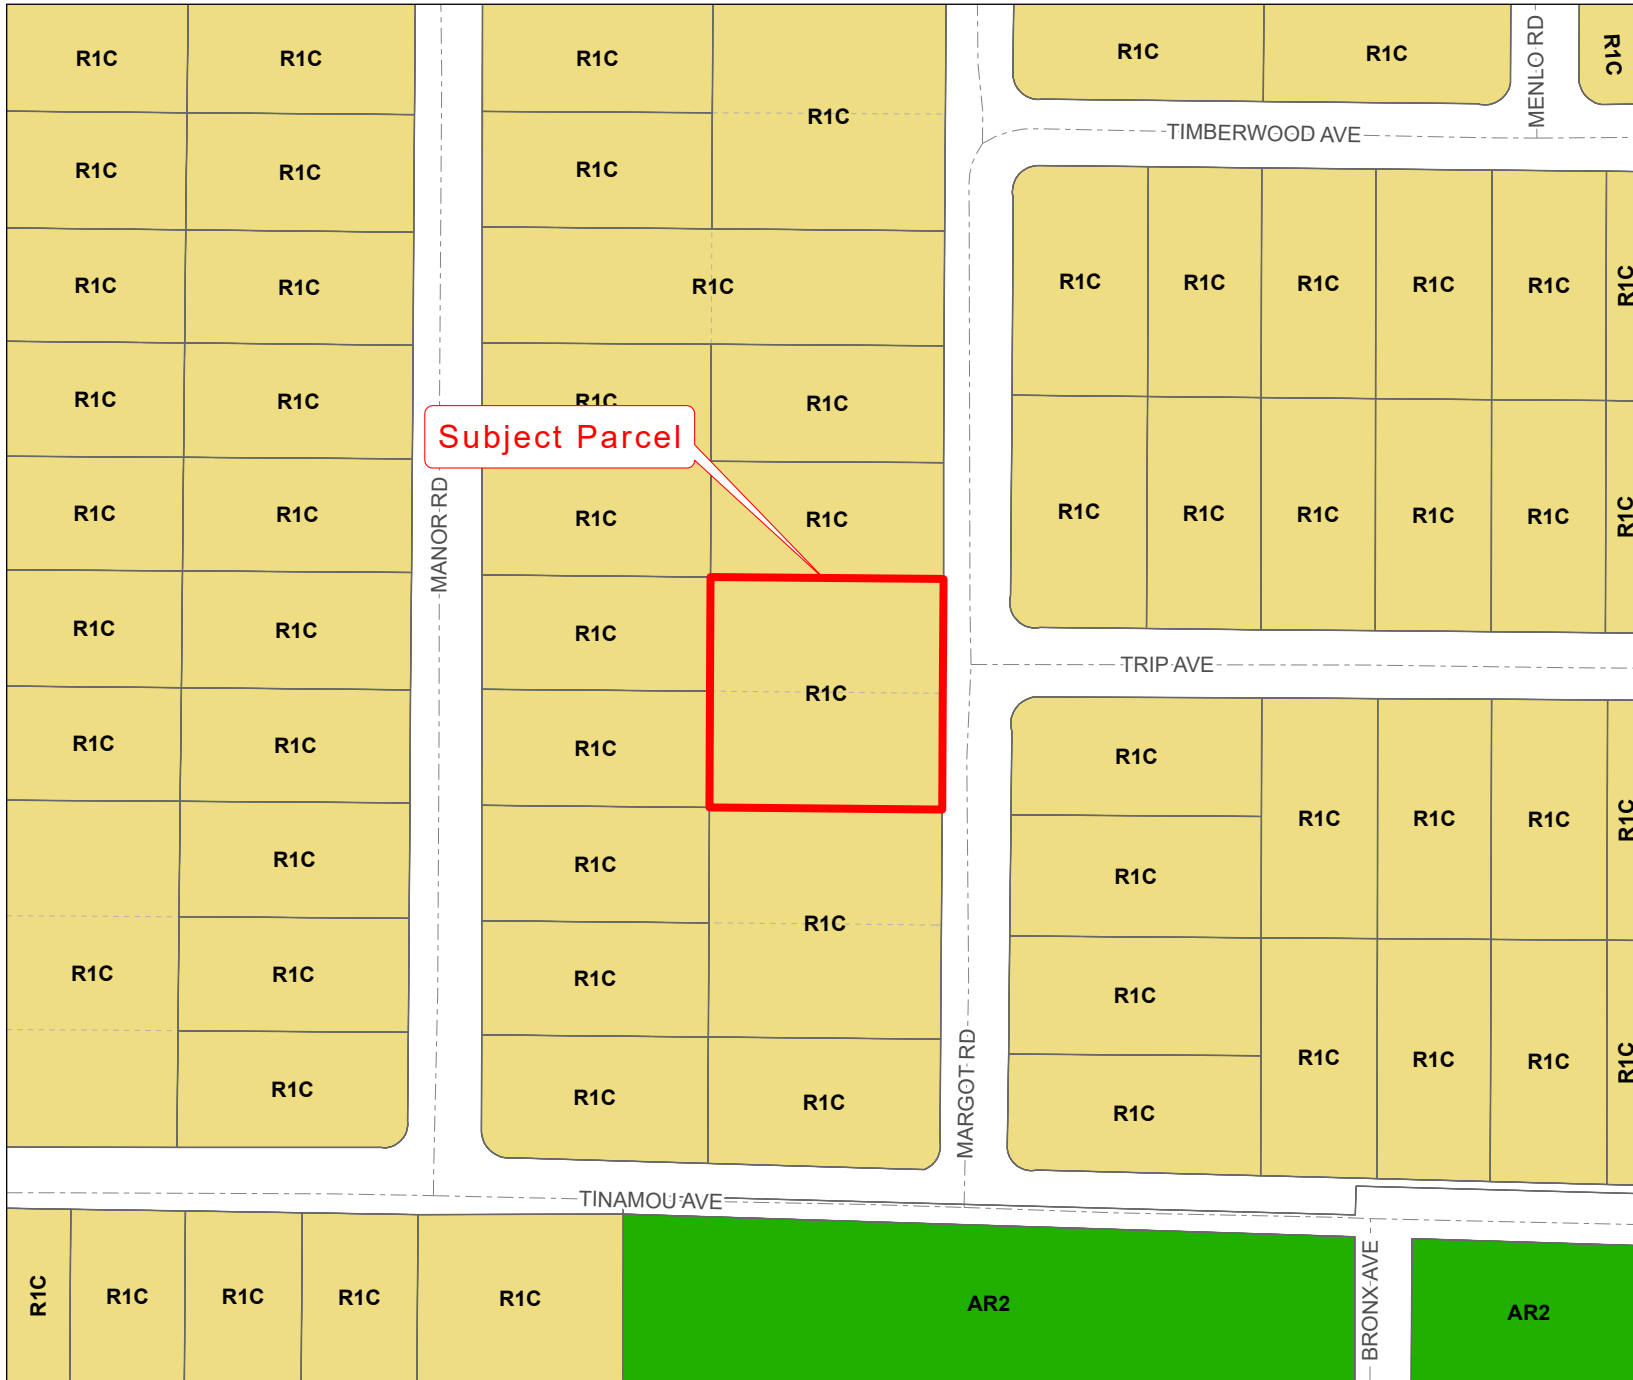 R1C R1C R1C R1C R1C MENLO RD R1C
R1C
TIMBERWOOD AVE
R1C R1C R1C
R1C R1C R1C R1C R1C R1C R1C R1C R1C
R1C R1C R1C R1C
Subject Parcel
R1C R1C R1C R1C R1C R1C R1C R1C R1C R1C
MANOR RD
R1C R1C R1C
TRIP AVE
R1C
R1C R1C R1C R1C
R1C R1C R1C R1C
R1C R1C R1C
R1C
R1C R1C R1C R1C
R1C R1C R1C R1C
MARGOT RD
R1C R1C R1C R1C
TINAMOU AVE
R1C R1C R1C R1C R1C AR2 BRONX AVE AR2